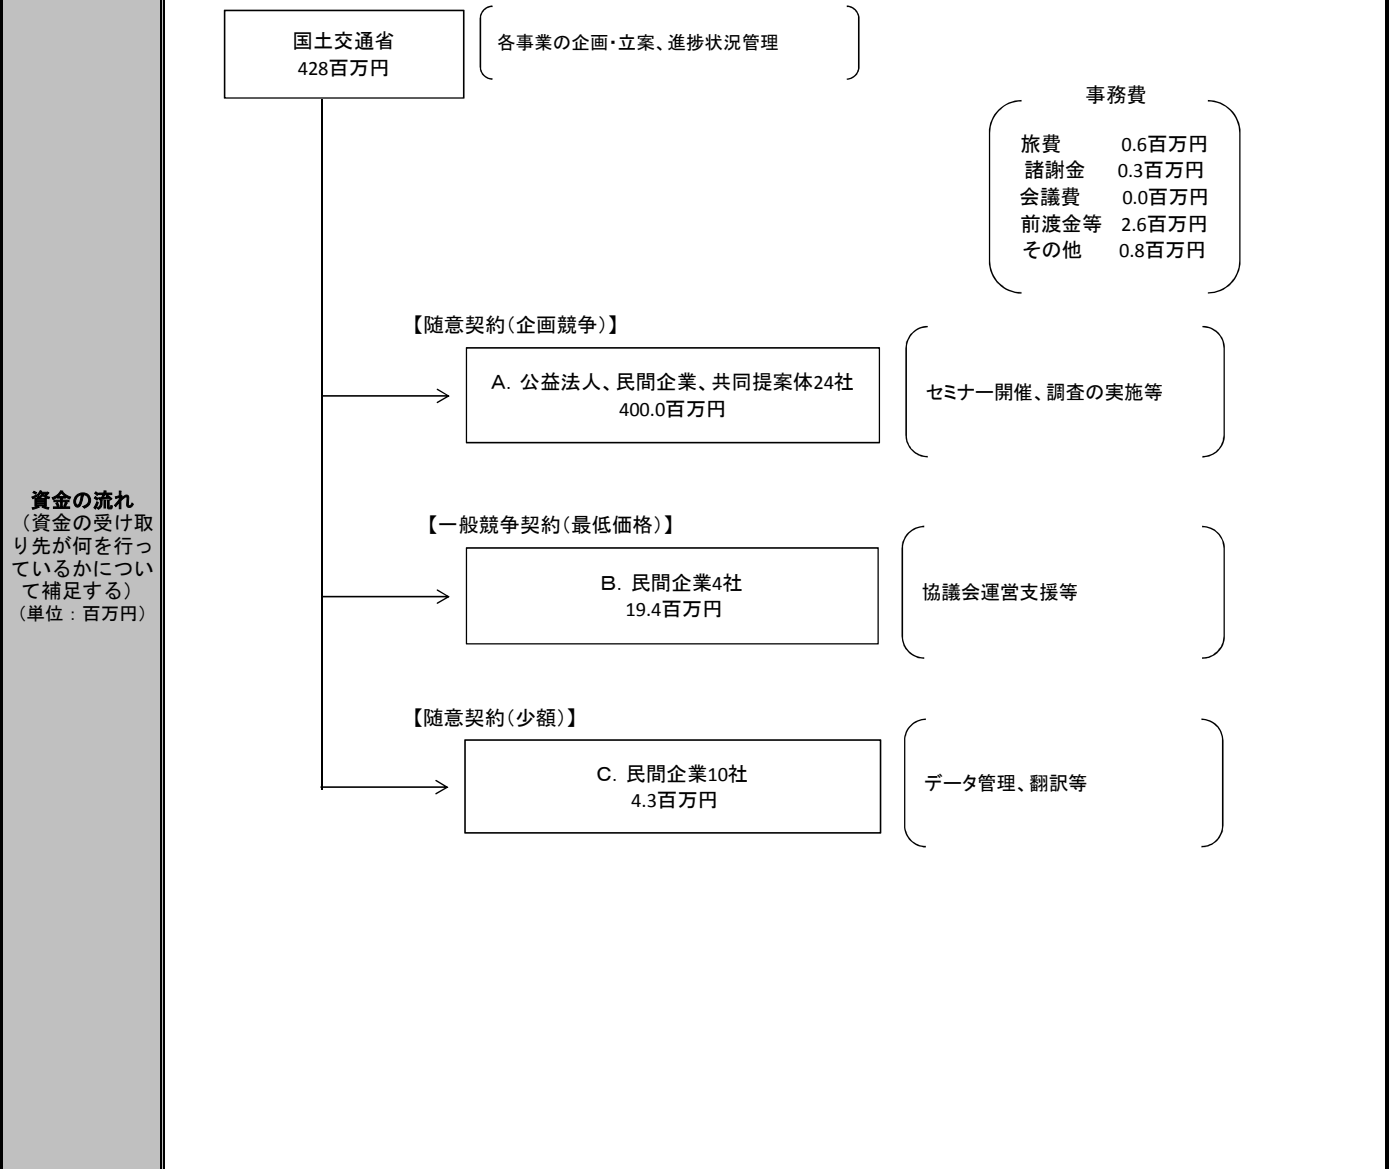 国土交通省
428百万円
各事業の企画・立案、進捗状況管理
事務費
旅費 0.6百万円
諸謝金 0.3百万円
会議費 0.0百万円
前渡金等 2.6百万円
その他 0.8百万円
【随意契約（企画競争）】
A．公益法人、民間企業、共同提案体24社
400.0百万円
セミナー開催、調査の実施等
資金の流れ
（資金の受け取
り先が何を行っ
ているかについ
て補足する）
（単位：百万円）
【一般競争契約（最低価格）】
B．民間企業4社
19.4百万円
協議会運営支援等
【随意契約（少額）】
C．民間企業10社
4.3百万円
データ管理、翻訳等